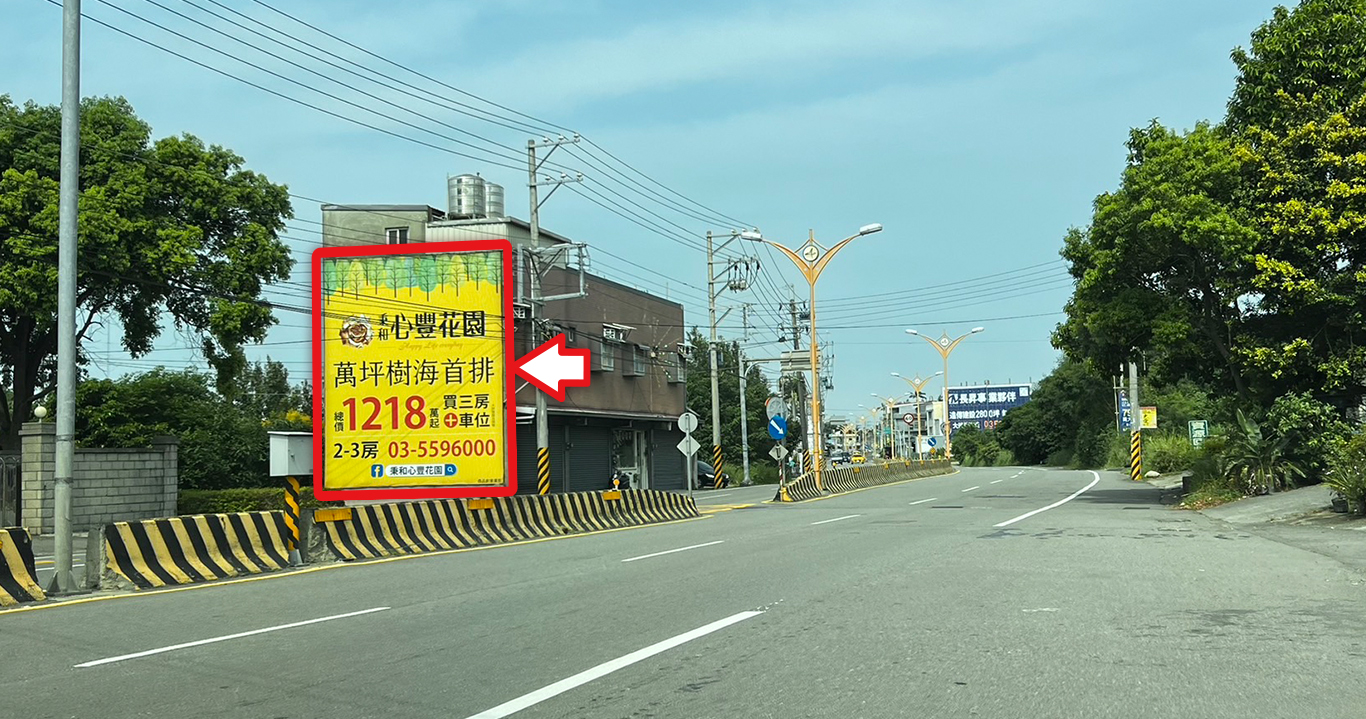 秉和 心豐花園
萬坪樹海首排
總價 1218 萬起 買三房 + 車位
2-3房 03-5596000
f 秉和心豐花園
長昇事業夥伴